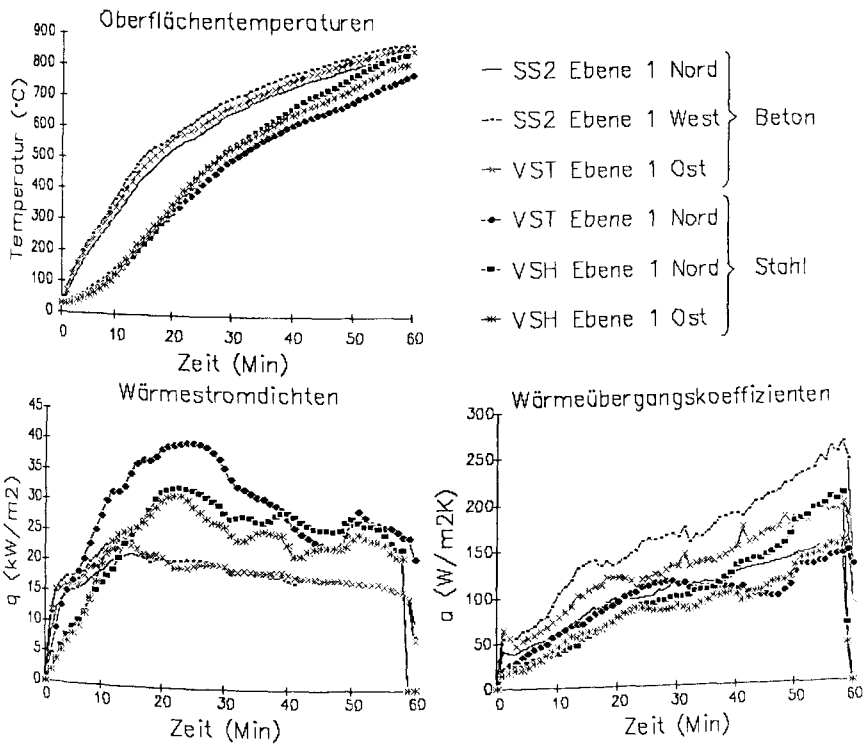 Oberflächentemperaturen
Temperatur (°C)
900
800
700
600
500
400
300
200
100
0
0 10 20 30 40 50 60
Zeit (Min)
SS2 Ebene 1 Nord
SS2 Ebene 1 West
VST Ebene 1 Ost
Beton
VST Ebene 1 Nord
VSH Ebene 1 Nord
VSH Ebene 1 Ost
Stahl
Wärmestromdichten
q (kW/m2)
45
40
35
30
25
20
15
10
5
0
0 10 20 30 40 50 60
Zeit (Min)
Wärmeübergangskoeffizienten
α (W/m2K)
300
250
200
150
100
50
0
0 10 20 30 40 50 60
Zeit (Min)